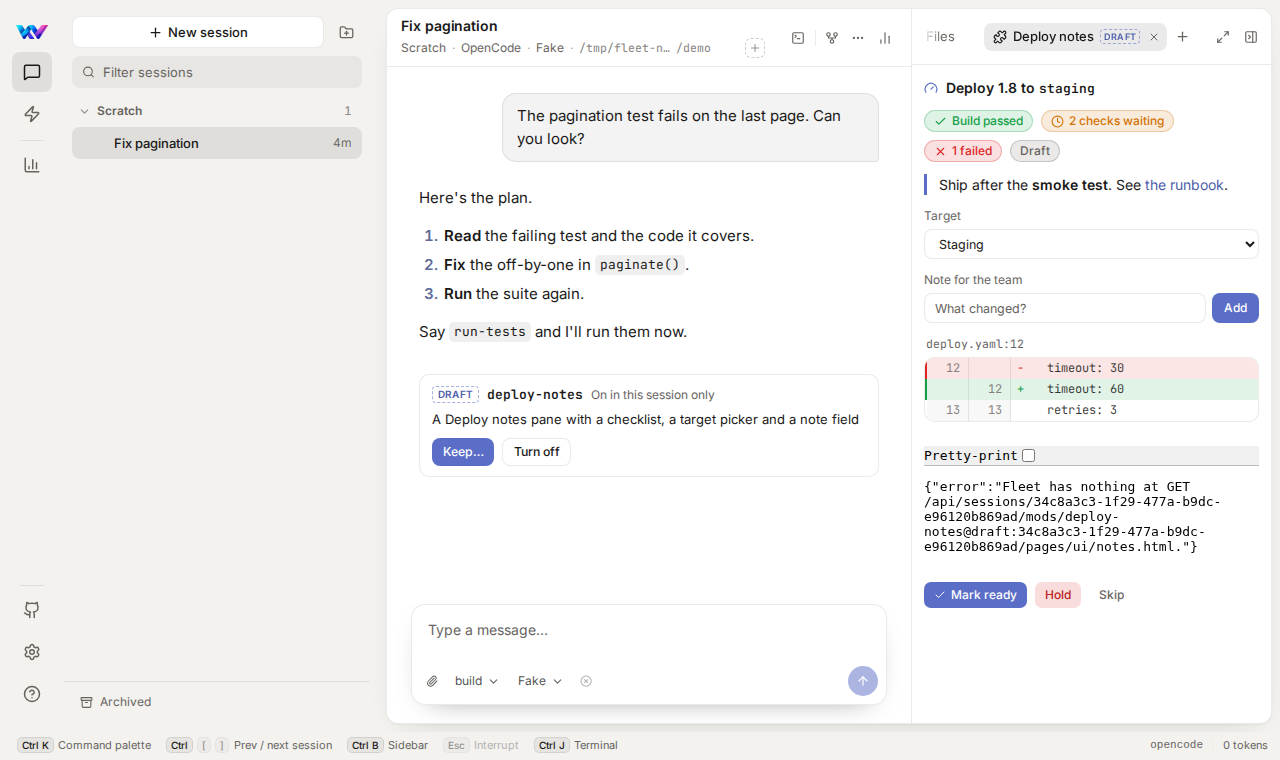 New session
Filter sessions
Scratch 1
Fix pagination 4m
Archived
Fix pagination
Scratch · OpenCode · Fake · /tmp/fleet-n… /demo
The pagination test fails on the last page. Can
you look?
Here's the plan.
1. Read the failing test and the code it covers.
2. Fix the off-by-one in paginate().
3. Run the suite again.
Say run-tests and I'll run them now.
DRAFT deploy-notes On in this session only
A Deploy notes pane with a checklist, a target picker and a note field
Keep… Turn off
Type a message...
build Fake
Files Deploy notes DRAFT
Deploy 1.8 to staging
Build passed 2 checks waiting
1 failed Draft
Ship after the smoke test. See the runbook.
Target
Staging
Note for the team
What changed? Add
deploy.yaml:12
12 - timeout: 30
12 + timeout: 60
13 13 retries: 3
Pretty-print
{"error":"Fleet has nothing at GET
/api/sessions/34c8a3c3-1f29-477a-b9dc-
e96120b869ad/mods/deploy-
notes@draft:34c8a3c3-1f29-477a-b9dc-
e96120b869ad/pages/ui/notes.html."}
Mark ready Hold Skip
Ctrl K Command palette Ctrl [ ] Prev / next session Ctrl B Sidebar Esc Interrupt Ctrl J Terminal opencode 0 tokens